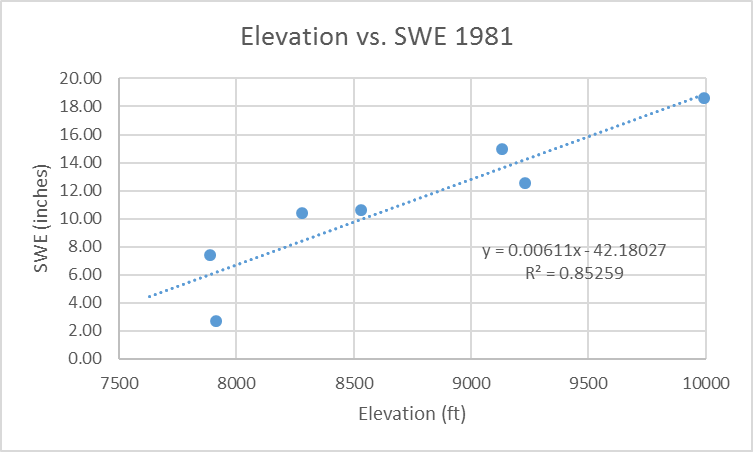 Elevation vs. SWE 1981
20.00
18.00
16.00
14.00
12.00
10.00
8.00
6.00
4.00
2.00
0.00
SWE (inches)
y = 0.00611x - 42.18027
R² = 0.85259
7500 8000 8500 9000 9500 10000
Elevation (ft)